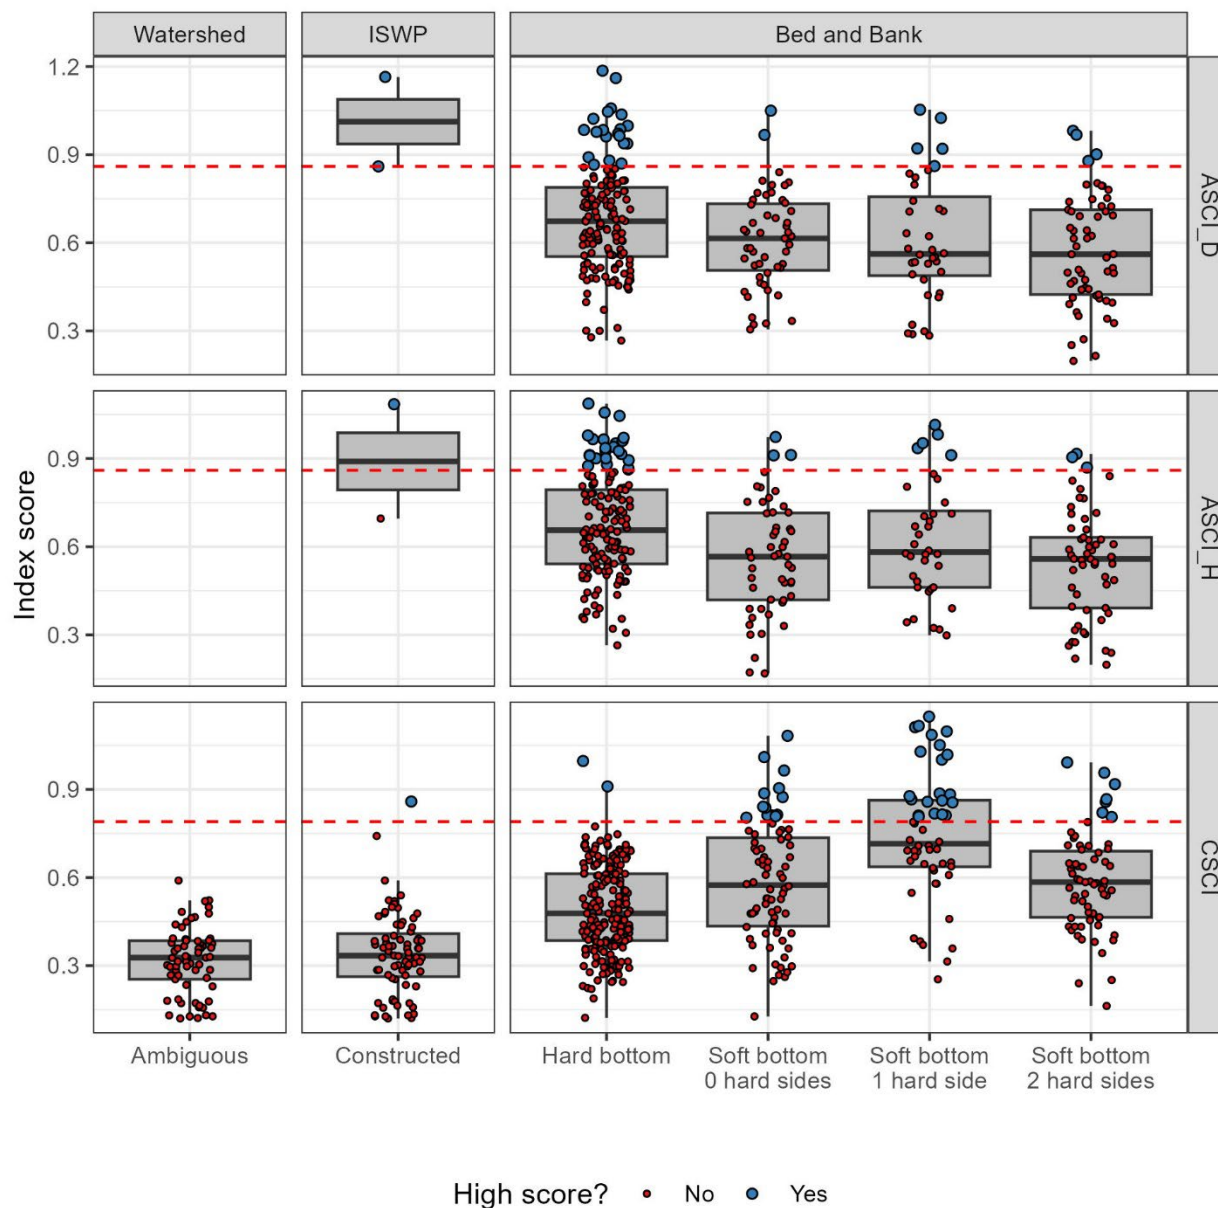 Watershed
ISWP
Bed and Bank
1.2
0.9
0.6
0.3
ASCI_D
0.9
0.6
0.3
ASCI_H
0.9
0.6
0.3
CSCI
Index score
Ambiguous
Constructed
Hard bottom
Soft bottom
0 hard sides
Soft bottom
1 hard side
Soft bottom
2 hard sides
High score?
No
Yes